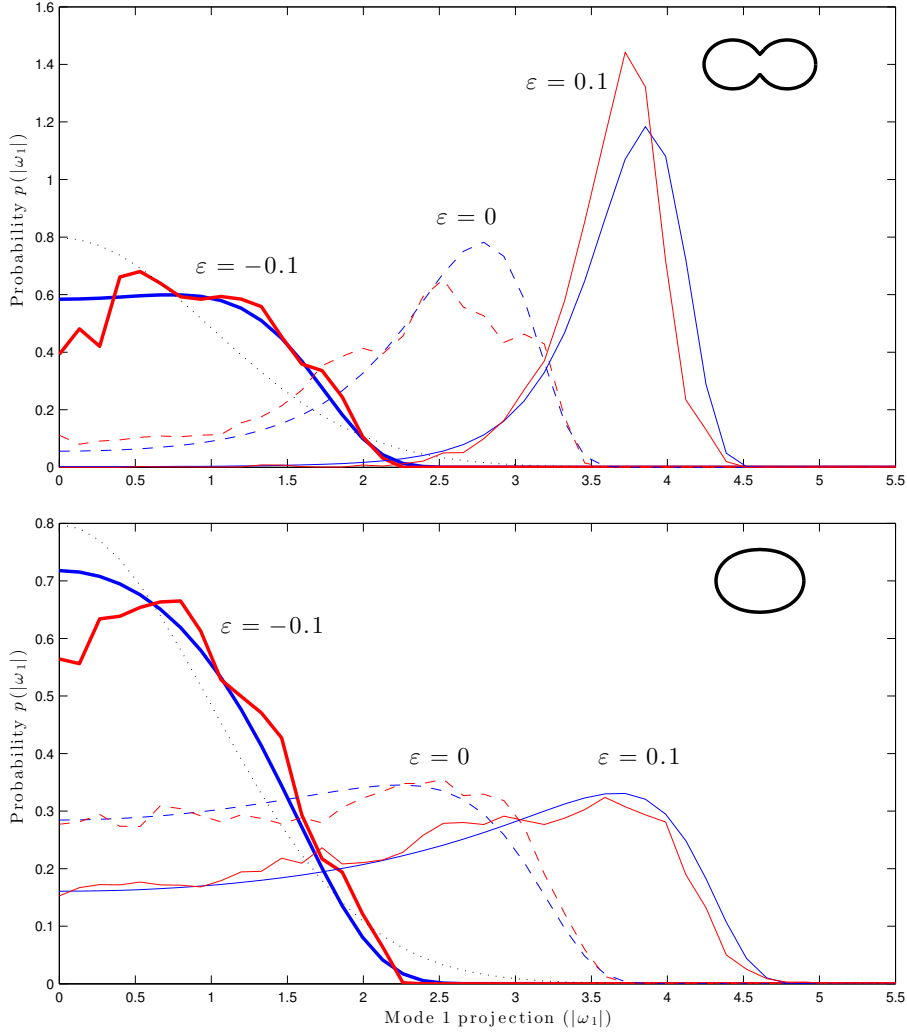 1.4
1.2
1
0.8
0.6
0.4
0.2
0
Probability p(|ω₁|)
ε = 0.1
ε = 0
ε = −0.1
0 0.5 1 1.5 2 2.5 3 3.5 4 4.5 5 5.5
0.8
0.7
0.6
0.5
0.4
0.3
0.2
0.1
0
Probability p(|ω₁|)
ε = −0.1
ε = 0
ε = 0.1
0 0.5 1 1.5 2 2.5 3 3.5 4 4.5 5 5.5
Mode 1 projection (|ω₁|)